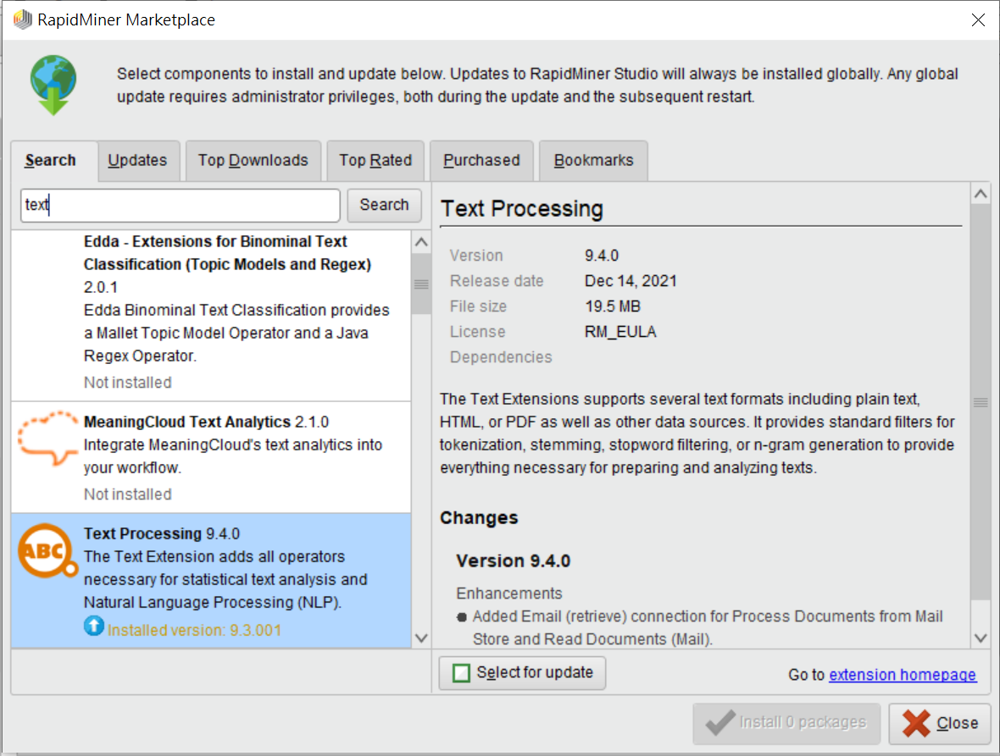 RapidMiner Marketplace
Select components to install and update below. Updates to RapidMiner Studio will always be installed globally. Any global
update requires administrator privileges, both during the update and the subsequent restart.
Search
Updates
Top Downloads
Top Rated
Purchased
Bookmarks
text
Search
Edda - Extensions for Binominal Text
Classification (Topic Models and Regex)
2.0.1
Edda Binominal Text Classification provides
a Mallet Topic Model Operator and a Java
Regex Operator.
Not installed
MeaningCloud Text Analytics 2.1.0
Integrate MeaningCloud's text analytics into
your workflow.
Not installed
ABC
Text Processing 9.4.0
The Text Extension adds all operators
necessary for statistical text analysis and
Natural Language Processing (NLP).
Installed version: 9.3.001
Text Processing
Version 9.4.0
Release date Dec 14, 2021
File size 19.5 MB
License RM_EULA
Dependencies
The Text Extensions supports several text formats including plain text,
HTML, or PDF as well as other data sources. It provides standard filters for
tokenization, stemming, stopword filtering, or n-gram generation to provide
everything necessary for preparing and analyzing texts.
Changes
Version 9.4.0
Enhancements
Added Email (retrieve) connection for Process Documents from Mail
Store and Read Documents (Mail).
Select for update
Go to extension homepage
Install 0 packages
Close